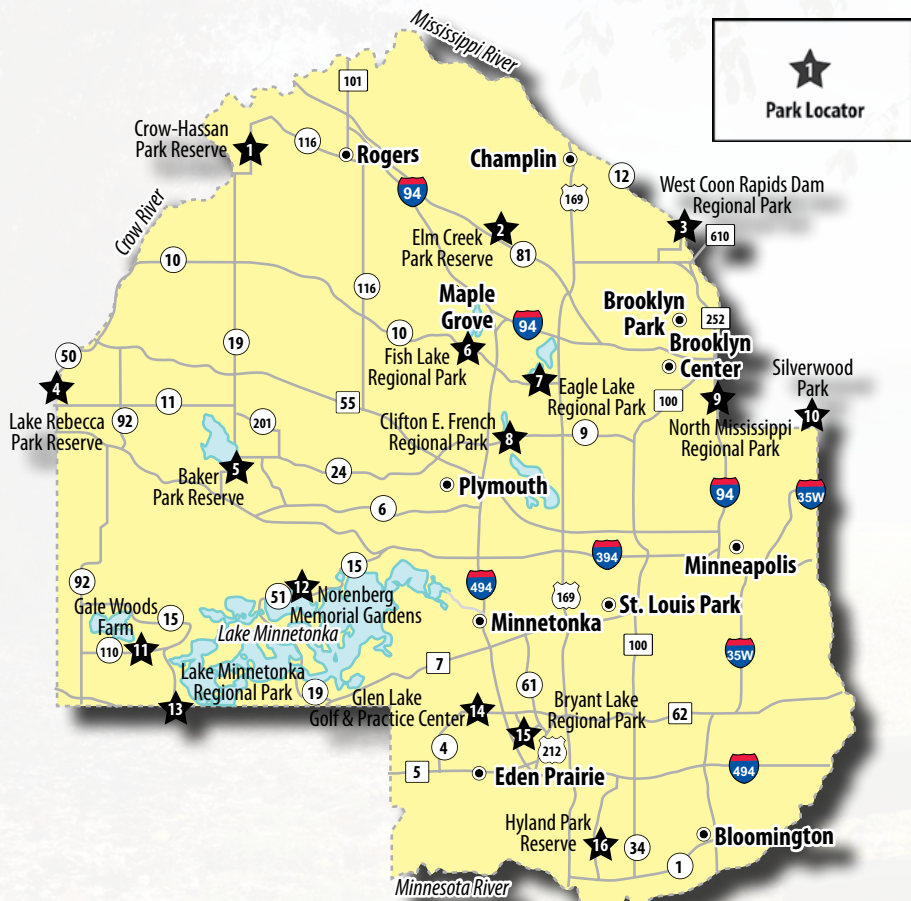 Mississippi River
1
Park Locator
101
Crow-Hassan
Park Reserve
1
116
Rogers
Champlin
94
169
12
West Coon Rapids Dam
Regional Park
3
610
Crow River
2
Elm Creek
Park Reserve
81
10
116
Maple
Grove
94
Brooklyn
Park
252
10
19
6
Fish Lake
Regional Park
Brooklyn
Center
50
4
Lake Rebecca
Park Reserve
11
92
55
7
Eagle Lake
Regional Park
100
9
North Mississippi
Regional Park
Silverwood
Park
10
201
Clifton E. French
Regional Park
8
9
5
Baker
Park Reserve
24
Plymouth
6
94
35W
Minneapolis
394
15
92
494
169
12
51
Norenberg
Memorial Gardens
St. Louis Park
Gale Woods
Farm
15
Lake Minnetonka
Minnetonka
110
11
100
35W
7
Lake Minnetonka
Regional Park
19
13
61
Glen Lake
Golf & Practice Center
14
Bryant Lake
Regional Park
62
15
4
212
5
Eden Prairie
494
Hyland Park
Reserve
16
34
Bloomington
1
Minnesota River